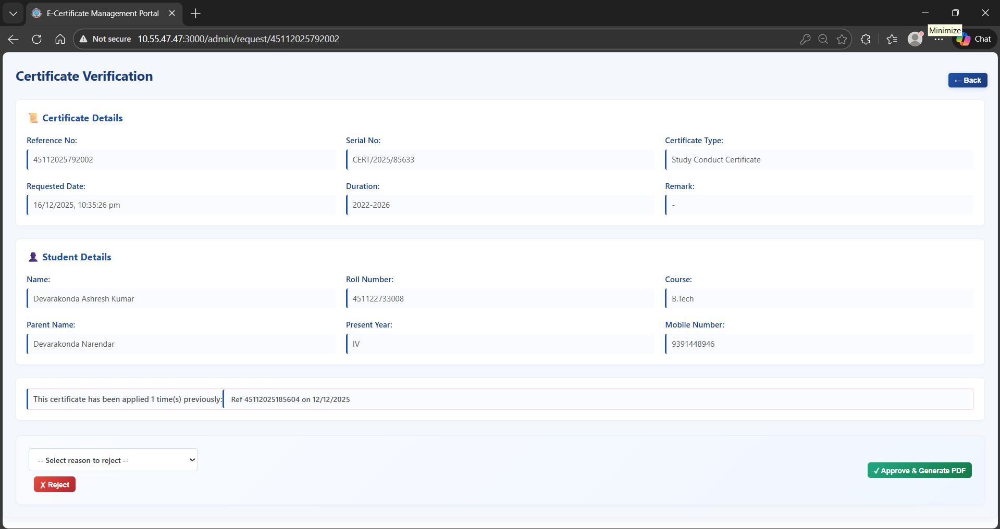 E-Certificate Management Portal
Minimize
Not secure 10.55.47.47:3000/admin/request/45112025792002
Chat
Certificate Verification
← Back
Certificate Details
Reference No: Serial No: Certificate Type:
45112025792002 CERT/2025/85633 Study Conduct Certificate
Requested Date: Duration: Remark:
16/12/2025, 10:35:26 pm 2022-2026 -
Student Details
Name: Roll Number: Course:
Devarakonda Ashresh Kumar 451122733008 B.Tech
Parent Name: Present Year: Mobile Number:
Devarakonda Narendar IV 9391448946
This certificate has been applied 1 time(s) previously: Ref 45112025185604 on 12/12/2025
-- Select reason to reject --
✓ Approve & Generate PDF
✗ Reject